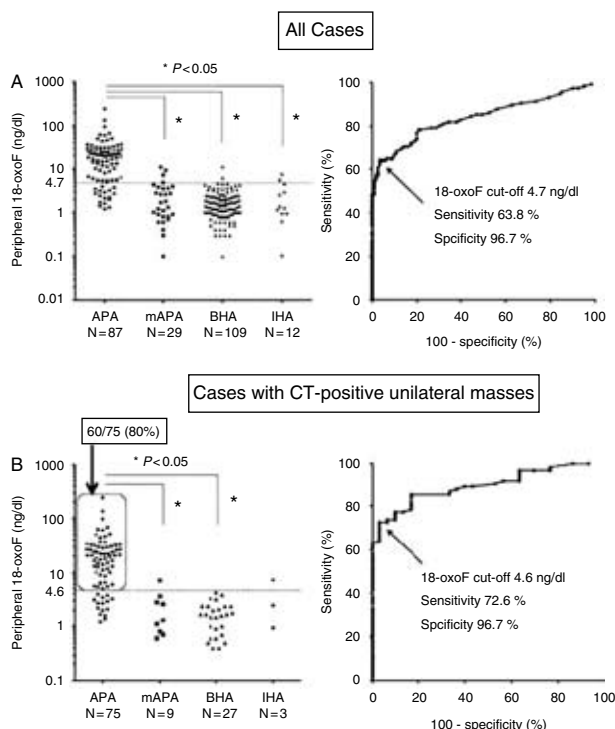 All Cases
A
* P<0.05
* * *
Peripheral 18-oxoF (ng/dl)
1000
100
10
4.7
1
0.1
0.01
APA mAPA BHA IHA
N=87 N=29 N=109 N=12
Sensitivity (%)
100
80
60
40
20
0
18-oxoF cut-off 4.7 ng/dl
Sensitivity 63.8 %
Spcificity 96.7 %
0 20 40 60 80 100
100 - specificity (%)
Cases with CT-positive unilateral masses
60/75 (80%)
B
* P<0.05
* *
Peripheral 18-oxoF (ng/dl)
1000
100
10
4.6
1
0.1
APA mAPA BHA IHA
N=75 N=9 N=27 N=3
Sensitivity (%)
100
80
60
40
20
0
18-oxoF cut-off 4.6 ng/dl
Sensitivity 72.6 %
Spcificity 96.7 %
0 20 40 60 80 100
100 - specificity (%)